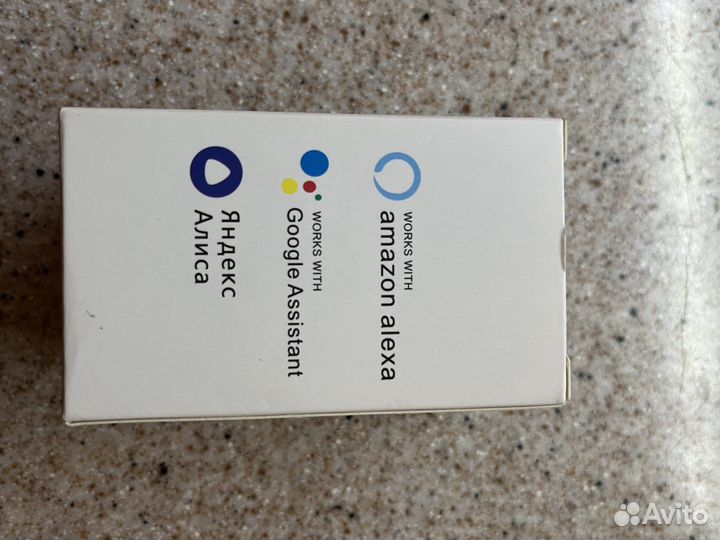 WORKS WITH
amazon alexa
WORKS WITH
Google Assistant
Яндекс
Алиса
Avito